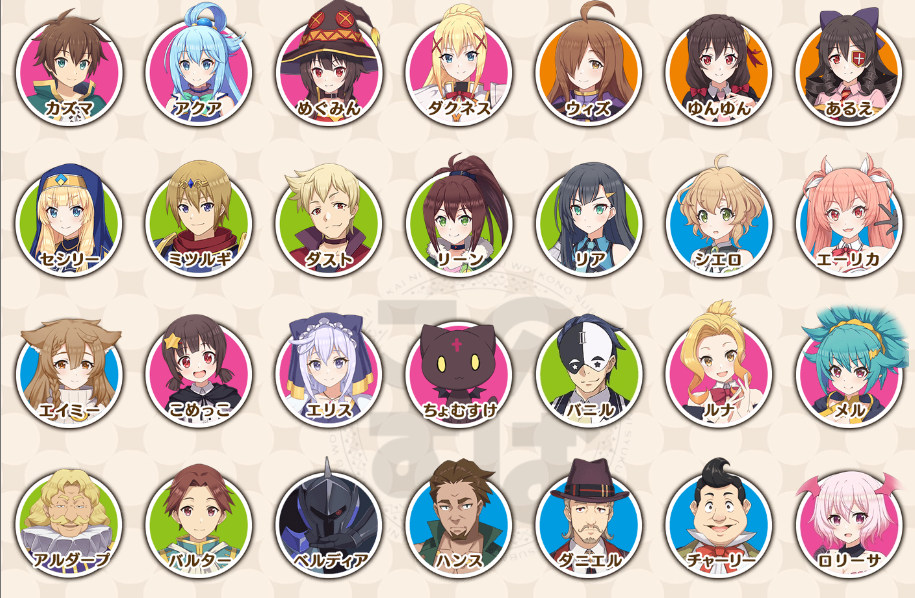 カズマ
アクア
めぐみん
ダクネス
ウィズ
ゆんゆん
あるえ
セシリー
ミツルギ
ダスト
リーン
リア
シエロ
エーリカ
エイミー
こめっこ
エリス
ちょむすけ
バニル
ルナ
メル
アルダープ
バルター
ベルディア
ハンス
ダニエル
チャーリー
ロリーサ
このすば